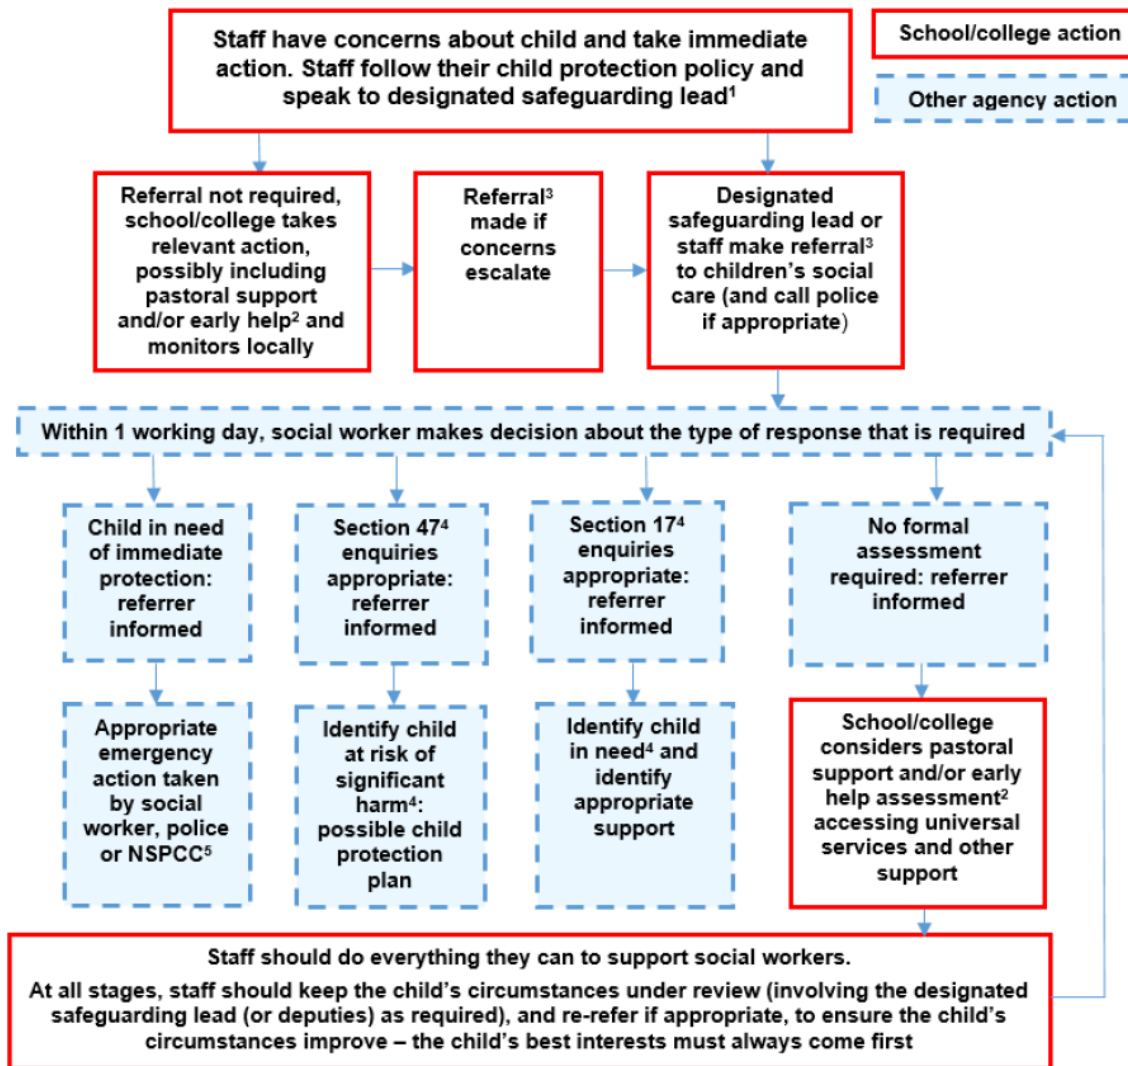 Staff have concerns about child and take immediate
action. Staff follow their child protection policy and
speak to designated safeguarding lead¹
School/college action
Other agency action
Referral not required,
school/college takes
relevant action,
possibly including
pastoral support
and/or early help² and
monitors locally
Referral³
made if
concerns
escalate
Designated
safeguarding lead or
staff make referral³
to children's social
care (and call police
if appropriate)
Within 1 working day, social worker makes decision about the type of response that is required
Child in need
of immediate
protection:
referrer
informed
Section 47⁴
enquiries
appropriate:
referrer
informed
Section 17⁴
enquiries
appropriate:
referrer
informed
No formal
assessment
required: referrer
informed
Appropriate
emergency
action taken
by social
worker, police
or NSPCC⁵
Identify child
at risk of
significant
harm⁴:
possible child
protection
plan
Identify child
in need⁴ and
identify
appropriate
support
School/college
considers pastoral
support and/or early
help assessment²
accessing universal
services and other
support
Staff should do everything they can to support social workers.
At all stages, staff should keep the child's circumstances under review (involving the designated
safeguarding lead (or deputies) as required), and re-refer if appropriate, to ensure the child's
circumstances improve – the child's best interests must always come first